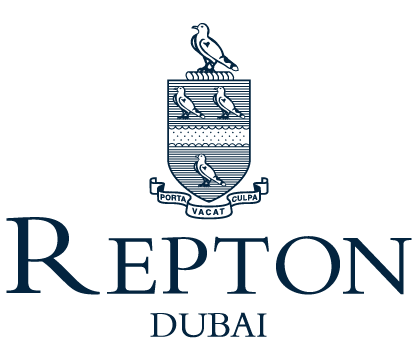 PORTA VACAT CULPA
REPTON
DUBAI